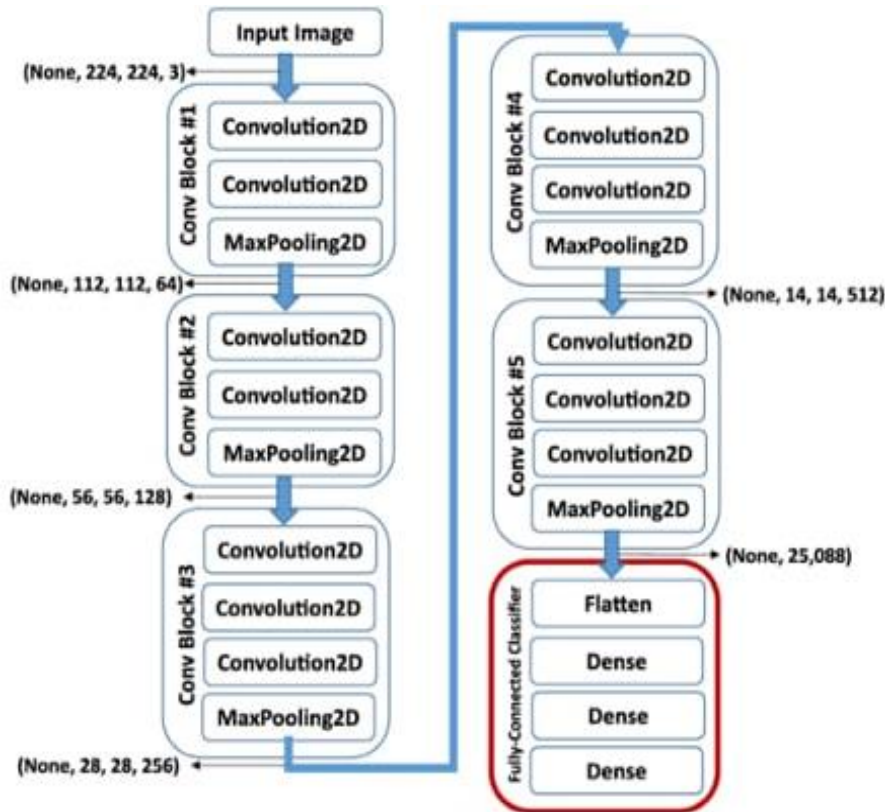 Input Image
(None, 224, 224, 3)
Conv Block #1
Convolution2D
Convolution2D
MaxPooling2D
(None, 112, 112, 64)
Conv Block #2
Convolution2D
Convolution2D
MaxPooling2D
(None, 56, 56, 128)
Conv Block #3
Convolution2D
Convolution2D
Convolution2D
MaxPooling2D
(None, 28, 28, 256)
Conv Block #4
Convolution2D
Convolution2D
Convolution2D
MaxPooling2D
(None, 14, 14, 512)
Conv Block #5
Convolution2D
Convolution2D
Convolution2D
MaxPooling2D
(None, 25,088)
Fully-Connected Classifier
Flatten
Dense
Dense
Dense